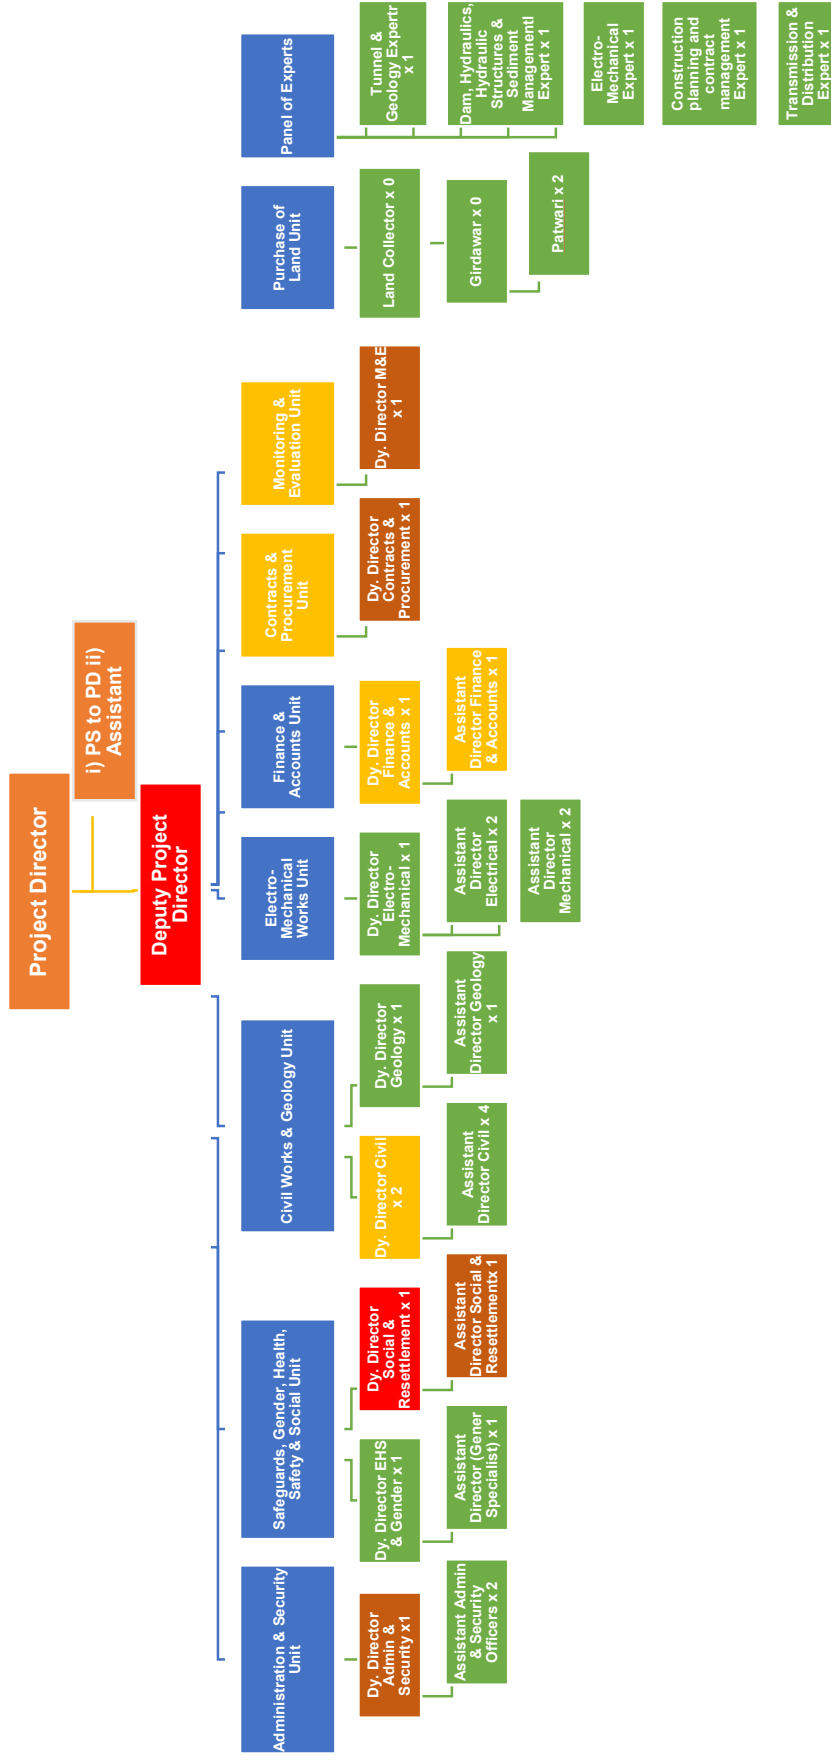 Project Director
i) PS to PD ii)
Assistant
Deputy Project
Director
Administration & Security
Unit
Safeguards, Gender, Health,
Safety & Social Unit
Civil Works & Geology Unit
Electro-
Mechanical
Works Unit
Finance &
Accounts Unit
Contracts &
Procurement
Unit
Monitoring &
Evaluation Unit
Purchase of
Land Unit
Panel of Experts
Dy. Director
Admin &
Security x1
Assistant Admin
& Security
Officers x 2
Dy. Director EHS
& Gender x 1
Assistant
Director (Gener
Specialist) x 1
Dy. Director
Social &
Resettlement x 1
Assistant
Director Social &
Resettlementx 1
Dy. Director Civil
x 2
Assistant
Director Civil x 4
Dy. Director
Geology x 1
Assistant
Director Geology
x 1
Dy. Director
Electro-
Mechanical x 1
Assistant
Director
Electrical x 2
Assistant
Director
Mechanical x 2
Dy. Director
Finance &
Accounts x 1
Assistant
Director Finance
& Accounts x 1
Dy. Director
Contracts &
Procurement x 1
Dy. Director M&E
x 1
Land Collector x 0
Girdawar x 0
Patwari x 2
Tunnel &
Geology Expertr
x 1
Dam, Hydraulics,
Hydraulic
Structures &
Sediment
Managementl
Expert x 1
Electro-
Mechanical
Expert x 1
Construction
planning and
contract
management
Expert x 1
Transmission &
Distribution
Expert x 1